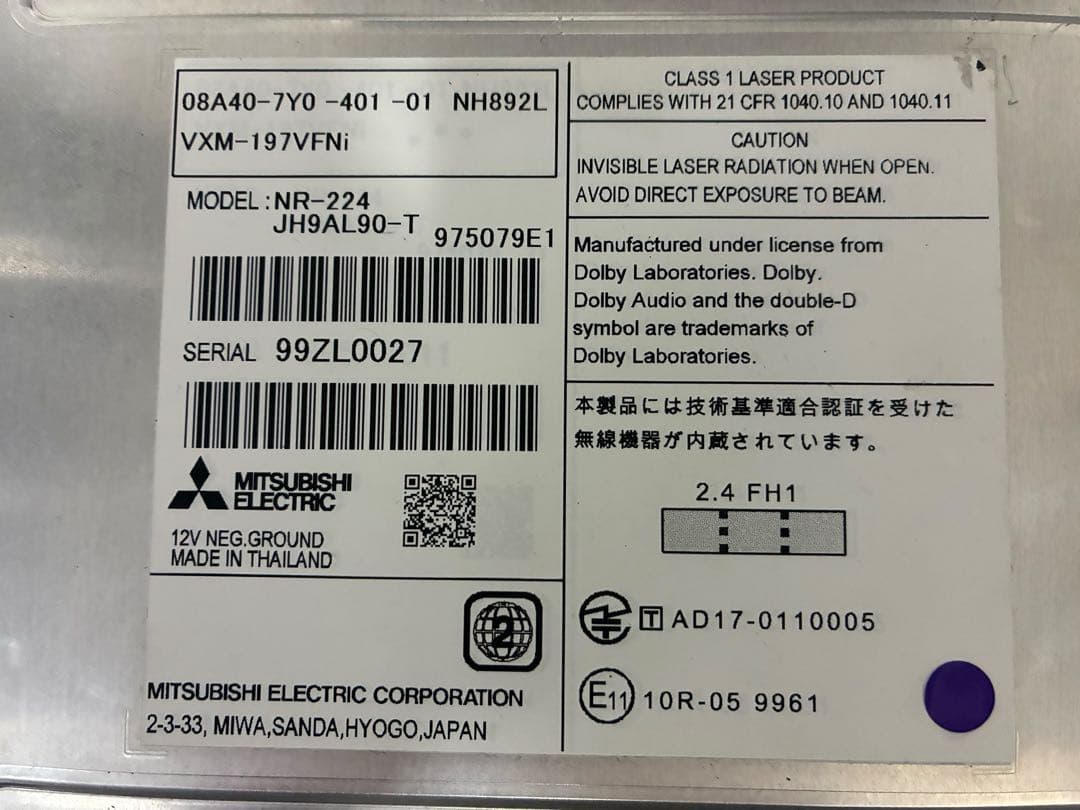 08A40-7Y0 -401 -01 NH892L
VXM-197VFNi
MODEL : NR-224
JH9AL90-T
975079E1
SERIAL 99ZL0027
MITSUBISHI
ELECTRIC
12V NEG.GROUND
MADE IN THAILAND
2
MITSUBISHI ELECTRIC CORPORATION
2-3-33, MIWA,SANDA,HYOGO,JAPAN
CLASS 1 LASER PRODUCT
COMPLIES WITH 21 CFR 1040.10 AND 1040.11
CAUTION
INVISIBLE LASER RADIATION WHEN OPEN.
AVOID DIRECT EXPOSURE TO BEAM.
Manufactured under license from
Dolby Laboratories. Dolby.
Dolby Audio and the double-D
symbol are trademarks of
Dolby Laboratories.
本製品には技術基準適合認証を受けた
無線機器が内蔵されています。
2.4 FH1
T AD17-0110005
E11 10R-05 9961